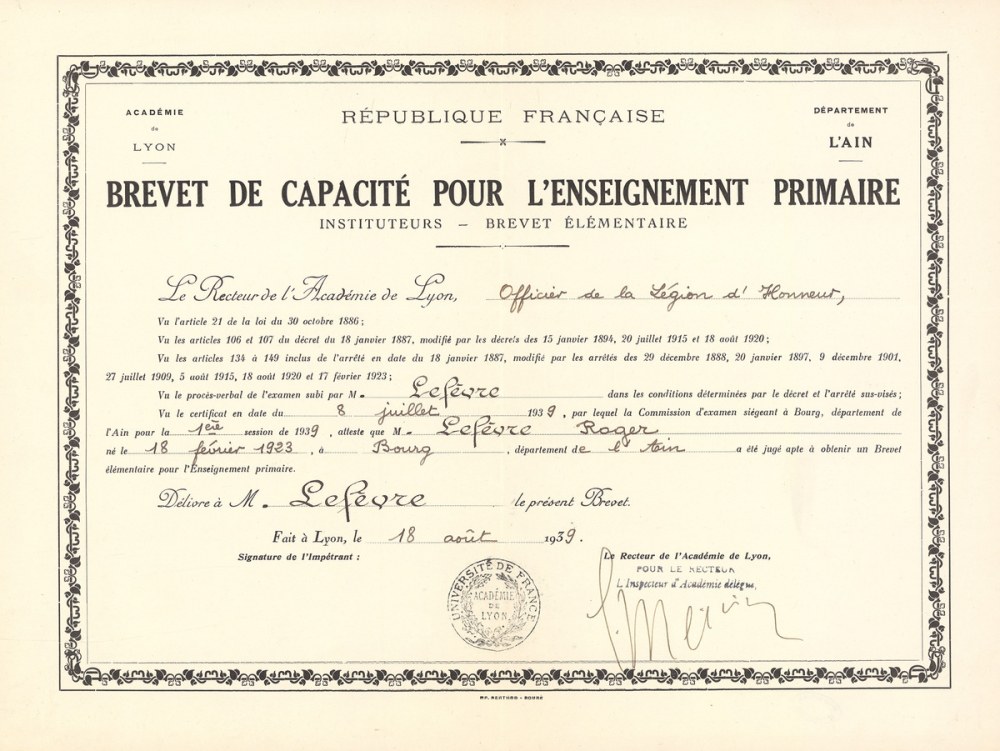 ACADÉMIE
de
LYON
RÉPUBLIQUE FRANÇAISE
DÉPARTEMENT
de
L'AIN
BREVET DE CAPACITÉ POUR L'ENSEIGNEMENT PRIMAIRE
INSTITUTEURS – BREVET ÉLÉMENTAIRE
Le Recteur de l'Académie de Lyon, Officier de la Légion d'Honneur,
Vu l'article 21 de la loi du 30 octobre 1886 ;
Vu les articles 106 et 107 du décret du 18 janvier 1887, modifié par les décrets des 15 janvier 1894, 20 juillet 1915 et 18 août 1920 ;
Vu les articles 134 à 149 inclus de l'arrêté en date du 18 janvier 1887, modifié par les arrêtés des 29 décembre 1888, 20 janvier 1897, 9 décembre 1901,
27 juillet 1909, 5 août 1915, 18 août 1920 et 17 février 1923 ;
Vu le procès-verbal de l'examen subi par M. Lefèvre dans les conditions déterminées par le décret et l'arrêté sus-visés ;
Vu le certificat en date du 8 juillet 1939, par lequel la Commission d'examen siégeant à Bourg, département de
l'Ain pour la 1ère session de 1939, atteste que M. Lefèvre Roger
né le 18 février 1923, à Bourg, département de l'Ain a été jugé apte à obtenir un Brevet
élémentaire pour l'Enseignement primaire.
Délivré à M. Lefèvre le présent Brevet.
Fait à Lyon, le 18 août 1939.
Signature de l'Impétrant :
Le Recteur de l'Académie de Lyon,
POUR LE RECTEUR
L'Inspecteur d'Académie délégué,
UNIVERSITÉ DE FRANCE
ACADÉMIE
DE
LYON